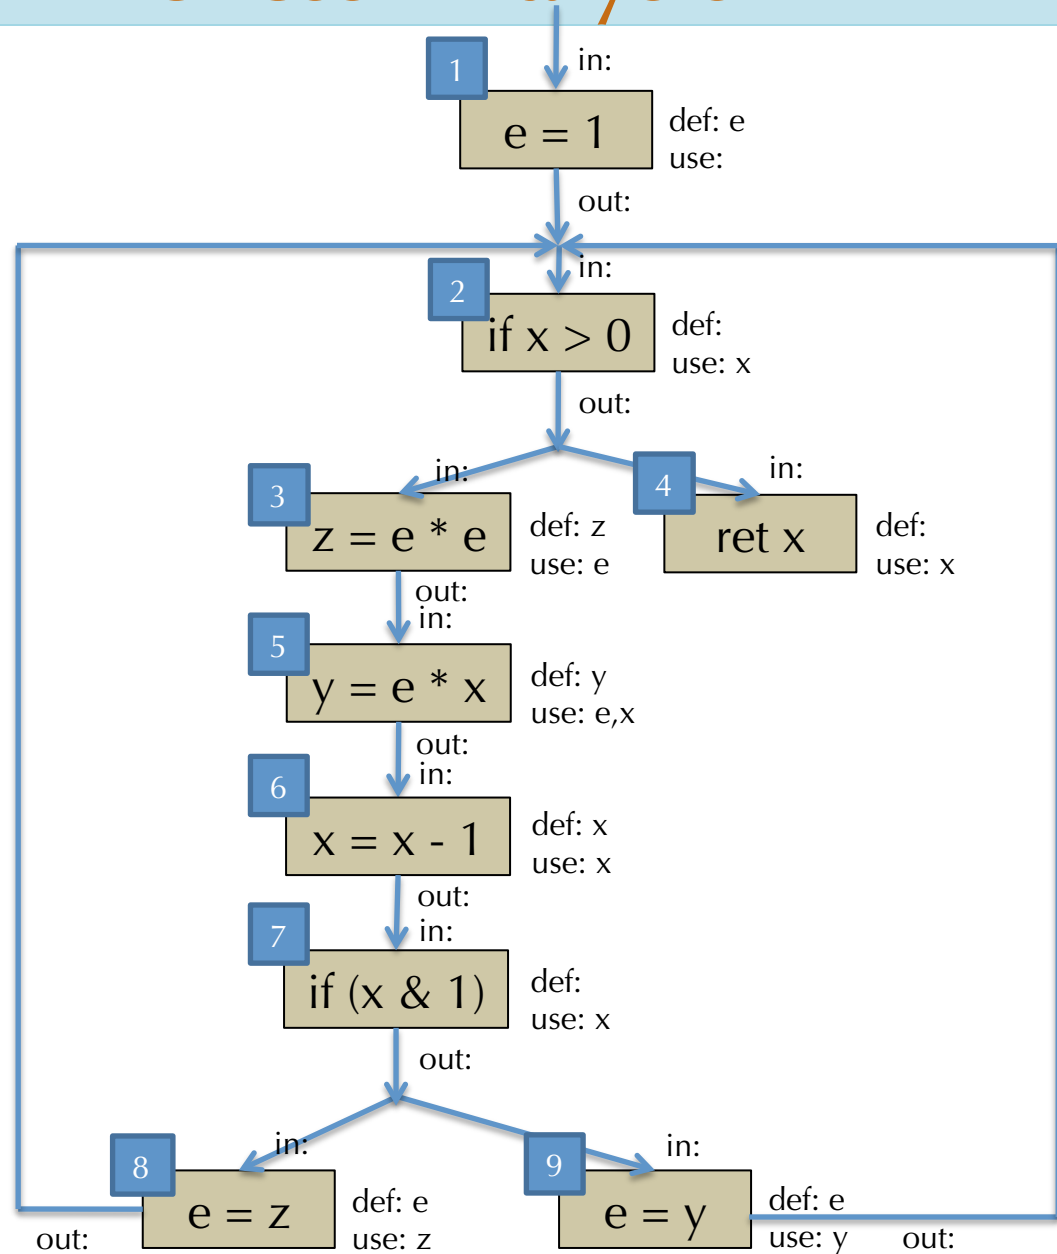 1
in:
e = 1
def: e
use:
out:
2
in:
if x > 0
def:
use: x
out:
3
in:
z = e * e
def: z
use: e
out:
4
in:
ret x
def:
use: x
5
in:
y = e * x
def: y
use: e,x
out:
6
in:
x = x - 1
def: x
use: x
out:
7
in:
if (x & 1)
def:
use: x
out:
8
in:
e = z
def: e
use: z
out:
9
in:
e = y
def: e
use: y
out: